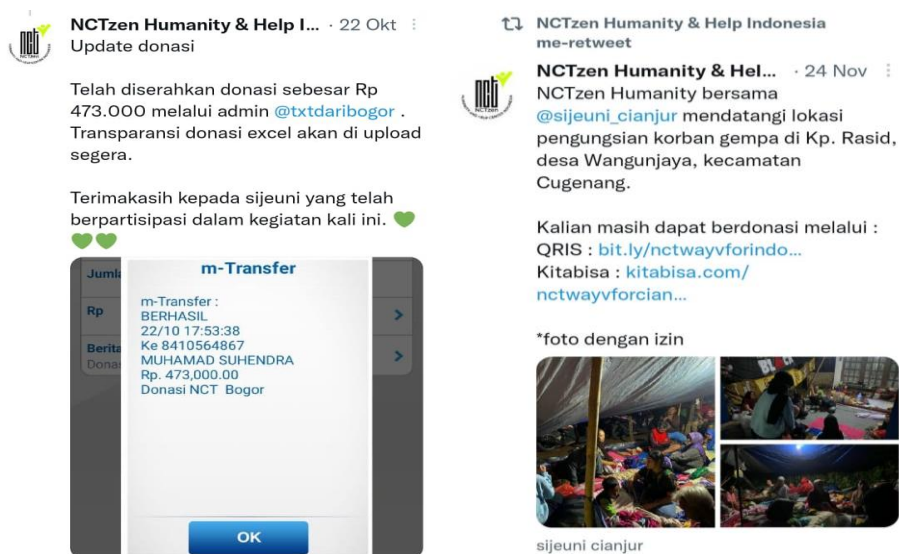 NCTzen Humanity & Help I... · 22 Okt
Update donasi
Telah diserahkan donasi sebesar Rp
473.000 melalui admin @txtdaribogor .
Transparansi donasi excel akan di upload
segera.
Terimakasih kepada sijeuni yang telah
berpartisipasi dalam kegiatan kali ini. 💚
💚💚
Rp
m-Transfer
m-Transfer :
BERHASIL
22/10 17:53:38
Ke 8410564867
MUHAMAD SUHENDRA
Rp. 473,000.00
Donasi NCT Bogor
OK
NCTzen Humanity & Help Indonesia
me-retweet
NCTzen Humanity & Hel... · 24 Nov
NCTzen Humanity bersama
@sijeuni_cianjur mendatangi lokasi
pengungsian korban gempa di Kp. Rasid,
desa Wangunjaya, kecamatan
Cugenang.
Kalian masih dapat berdonasi melalui :
QRIS : bit.ly/nctwayvforindo...
Kitabisa : kitabisa.com/
nctwayvforcian...
*foto dengan izin
sijeuni cianjur